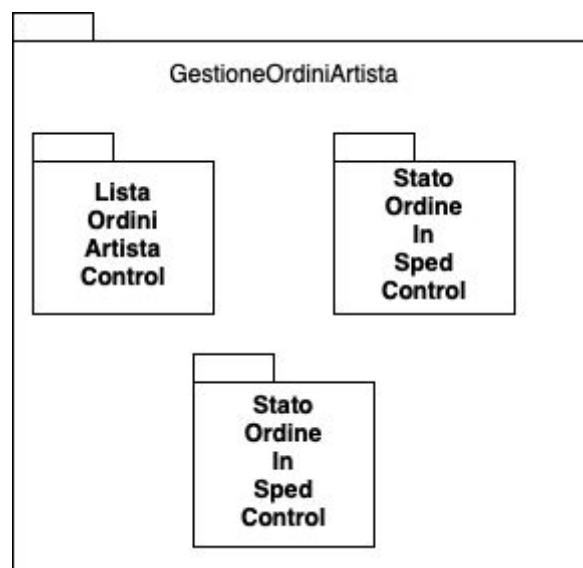 GestioneOrdiniArtista
Lista
Ordini
Artista
Control
Stato
Ordine
In
Sped
Control
Stato
Ordine
In
Sped
Control